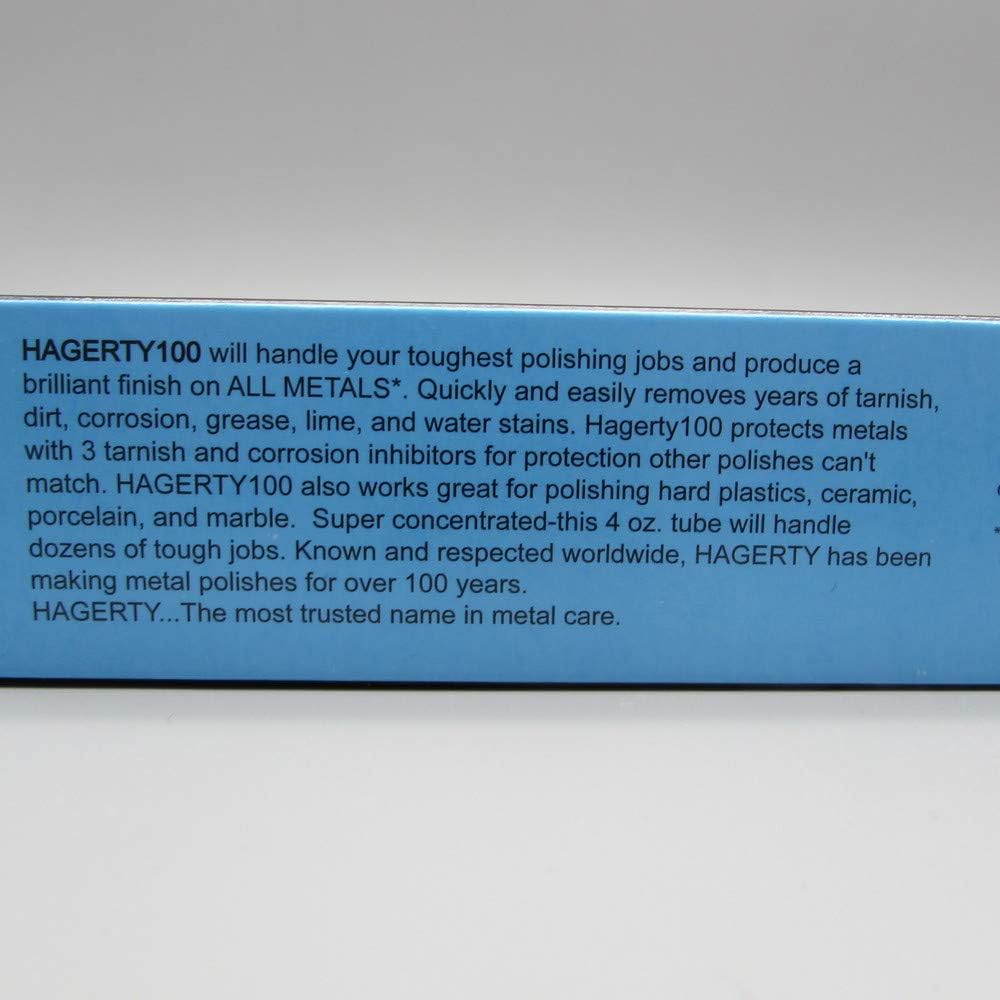 HAGERTY100 will handle your toughest polishing jobs and produce a
brilliant finish on ALL METALS*. Quickly and easily removes years of tarnish,
dirt, corrosion, grease, lime, and water stains. Hagerty100 protects metals
with 3 tarnish and corrosion inhibitors for protection other polishes can't
match. HAGERTY100 also works great for polishing hard plastics, ceramic,
porcelain, and marble.  Super concentrated-this 4 oz. tube will handle
dozens of tough jobs. Known and respected worldwide, HAGERTY has been
making metal polishes for over 100 years.
HAGERTY...The most trusted name in metal care.